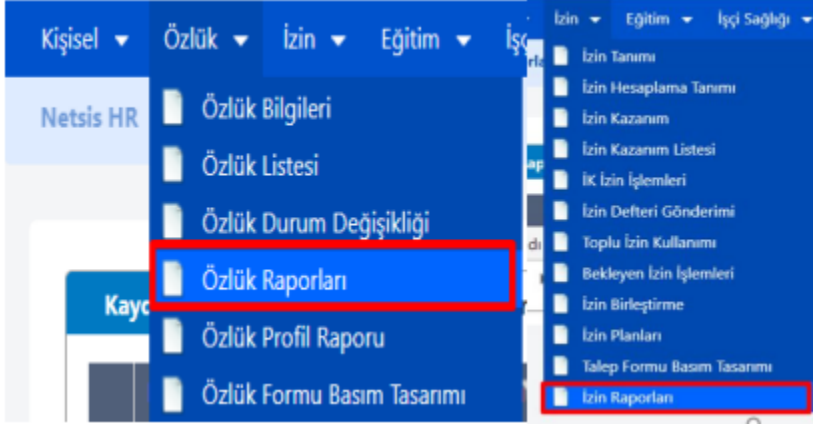 Kişisel Özlük İzin Eğitim
Netsis HR
Özlük Bilgileri
Özlük Listesi
Özlük Durum Değişikliği
Özlük Raporları
Özlük Profil Raporu
Özlük Formu Basım Tasarımı
İzin Eğitim İşçi Sağlığı
İzin Tanımı
İzin Hesaplama Tanımı
İzin Kazanım
İzin Kazanım Listesi
İK İzin İşlemleri
İzin Defteri Gönderimi
Toplu İzin Kullanımı
Bekleyen İzin İşlemleri
İzin Birleştirme
İzin Planları
Talep Formu Basım Tasarımı
İzin Raporları